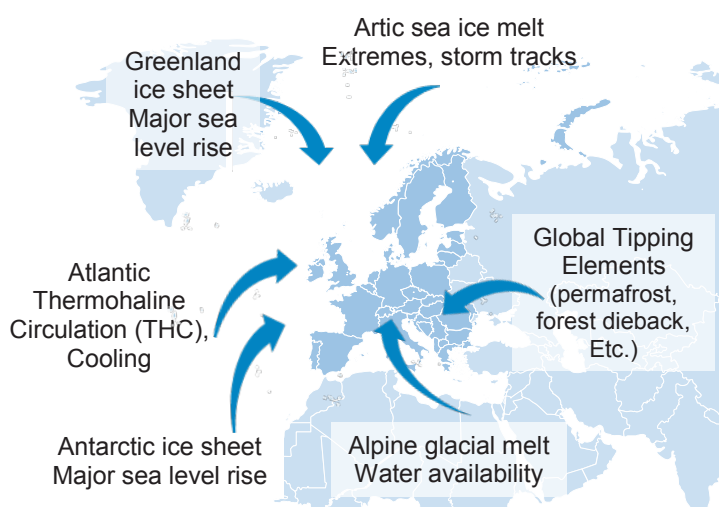 Artic sea ice melt
Extremes, storm tracks
Greenland
ice sheet
Major sea
level rise
Global Tipping
Elements
(permafrost,
forest dieback,
Etc.)
Atlantic
Thermohaline
Circulation (THC),
Cooling
Antarctic ice sheet
Major sea level rise
Alpine glacial melt
Water availability